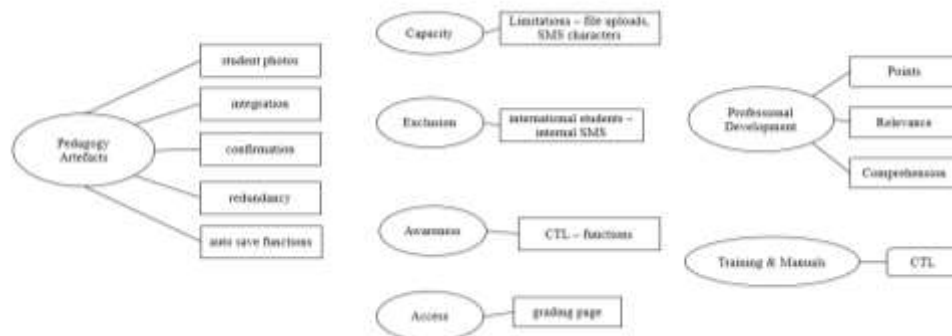 Pedagogy
Artefacts
student photos
integration
confirmation
redundancy
auto save functions
Capacity
Limitations – file uploads,
SMS characters
Exclusion
international students –
internal SMS
Awareness
CTL – functions
Access
grading page
Professional
Development
Points
Relevance
Comprehension
Training & Manuals
CTL